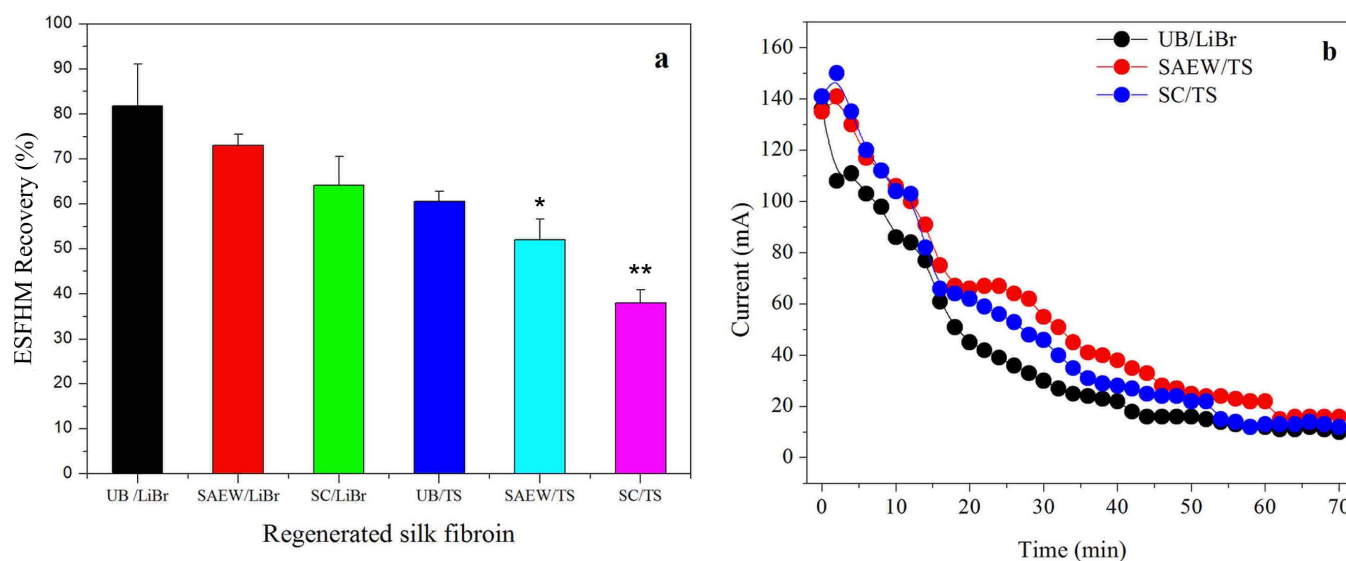 a
100
90
80
70
60
50
40
30
20
10
0
ESFHM Recovery (%)
*
**
UB /LiBr SAEW/LiBr SC/LiBr UB/TS SAEW/TS SC/TS
Regenerated silk fibroin
b
UB/LiBr
SAEW/TS
SC/TS
160
140
120
100
80
60
40
20
0
Current (mA)
0 10 20 30 40 50 60 70
Time (min)